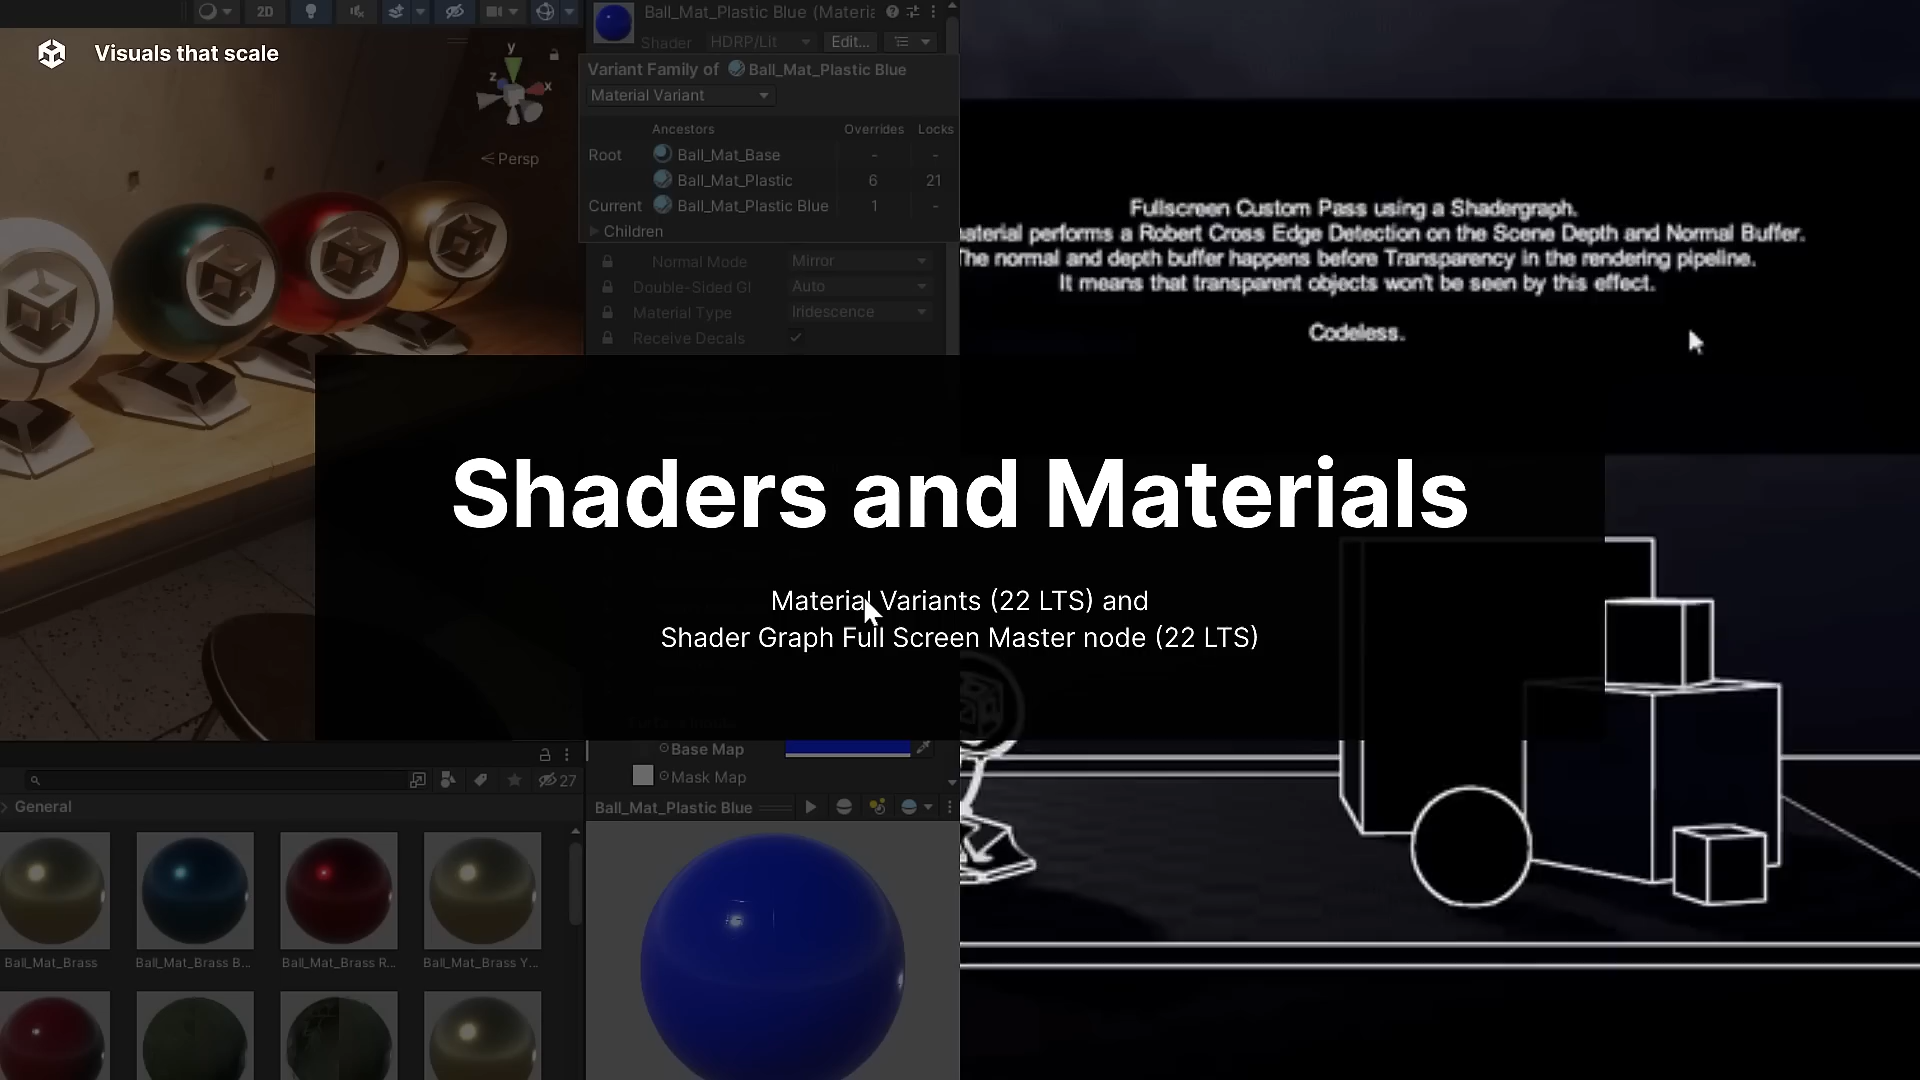 2D
Visuals that scale
y
z
x
Persp
Ball_Mat_Plastic Blue (Materia
Shader
HDRP/Lit
Edit...
Variant Family of Ball_Mat_Plastic Blue
Material Variant
Ancestors Overrides Locks
Root Ball_Mat_Base - -
Ball_Mat_Plastic 6 21
Current Ball_Mat_Plastic Blue 1 -
Children
Normal Mode Mirror
Double-Sided GI Auto
Material Type Iridescence
Receive Decals
Fullscreen Custom Pass using a Shadergraph.
aterial performs a Robert Cross Edge Detection on the Scene Depth and Normal Buffer.
The normal and depth buffer happens before Transparency in the rendering pipeline.
It means that transparent objects won't be seen by this effect.
Codeless.
Shaders and Materials
Material Variants (22 LTS) and
Shader Graph Full Screen Master node (22 LTS)
Base Map
Mask Map
27
General
Ball_Mat_Plastic Blue
Ball_Mat_Brass
Ball_Mat_Brass B...
Ball_Mat_Brass R...
Ball_Mat_Brass Y...